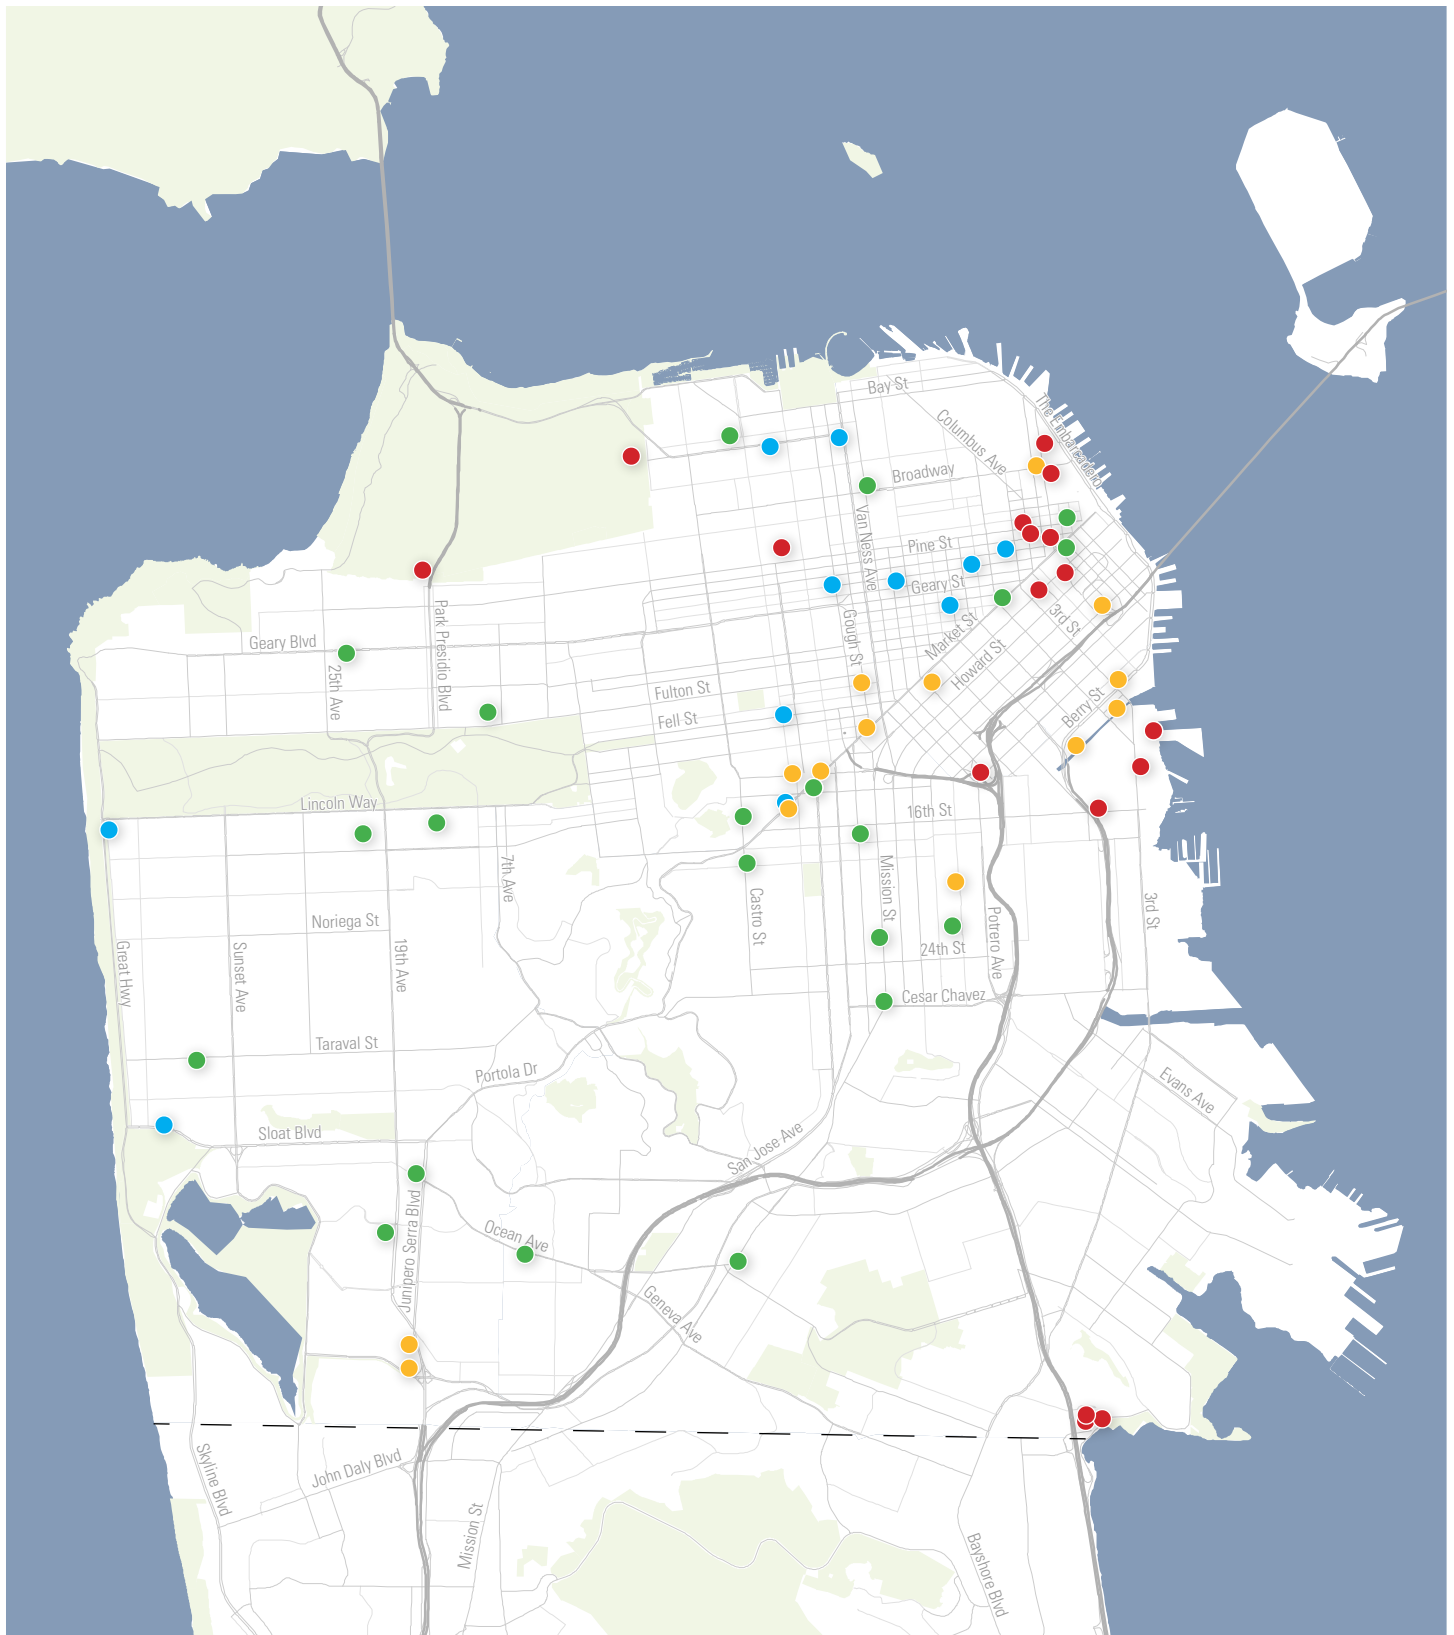 Bay St
The Embarcadero
Columbus Ave
Broadway
Van Ness Ave
Pine St
Geary St
Park Presidio Blvd
3rd St
Gough St
Market St
Geary Blvd
Howard St
25th Ave
Fulton St
Berry St
Fell St
Lincoln Way
16th St
7th Ave
Mission St
Castro St
3rd St
Potrero Ave
Noriega St
24th St
Great Hwy
Sunset Ave
19th Ave
Cesar Chavez
Taraval St
Portola Dr
Evans Ave
Sloat Blvd
San Jose Ave
Junipero Serra Blvd
Ocean Ave
Geneva Ave
Skyline Blvd
John Daly Blvd
Mission St
Bayshore Blvd